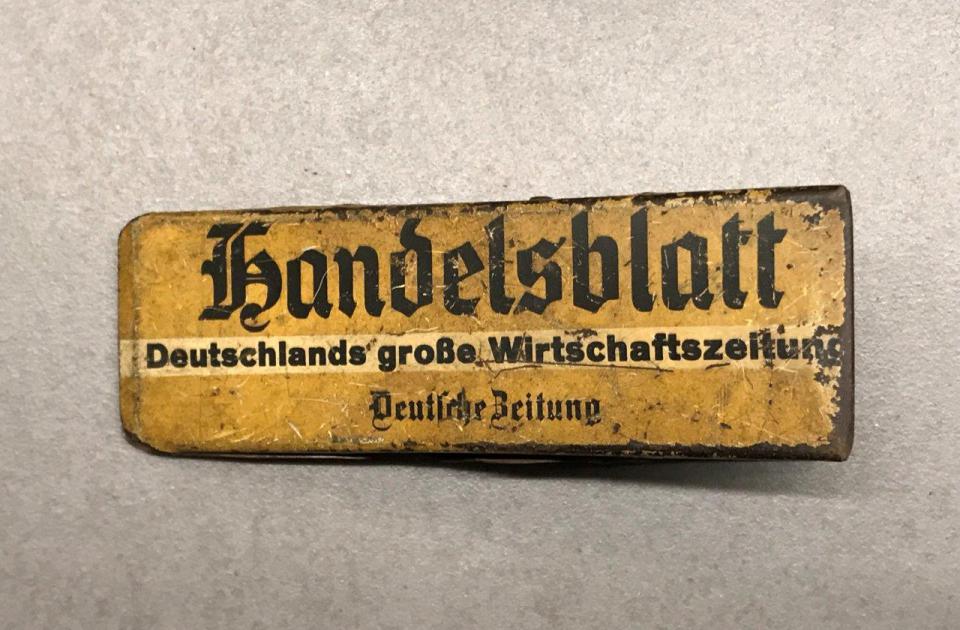 Handelsblatt
Deutschlands große Wirtschaftszeitung
Deutsche Zeitung